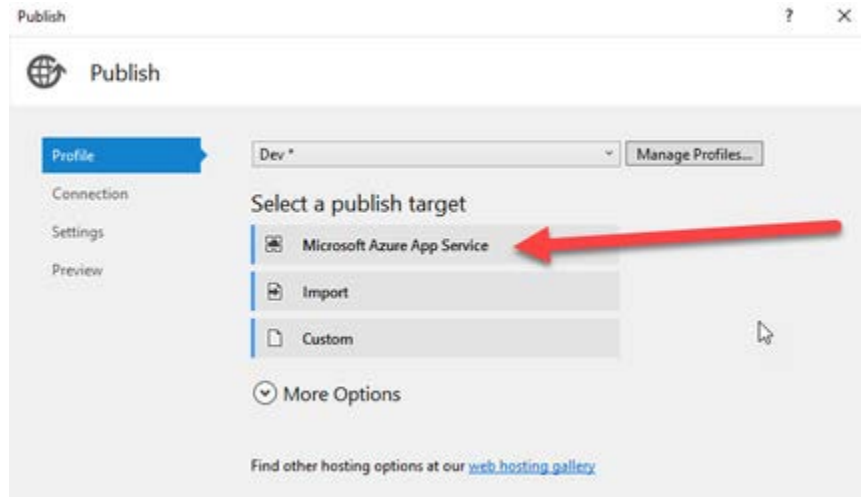 Publish
? ×
Publish
Profile
Connection
Settings
Preview
Dev *
Manage Profiles...
Select a publish target
Microsoft Azure App Service
Import
Custom
More Options
Find other hosting options at our web hosting gallery